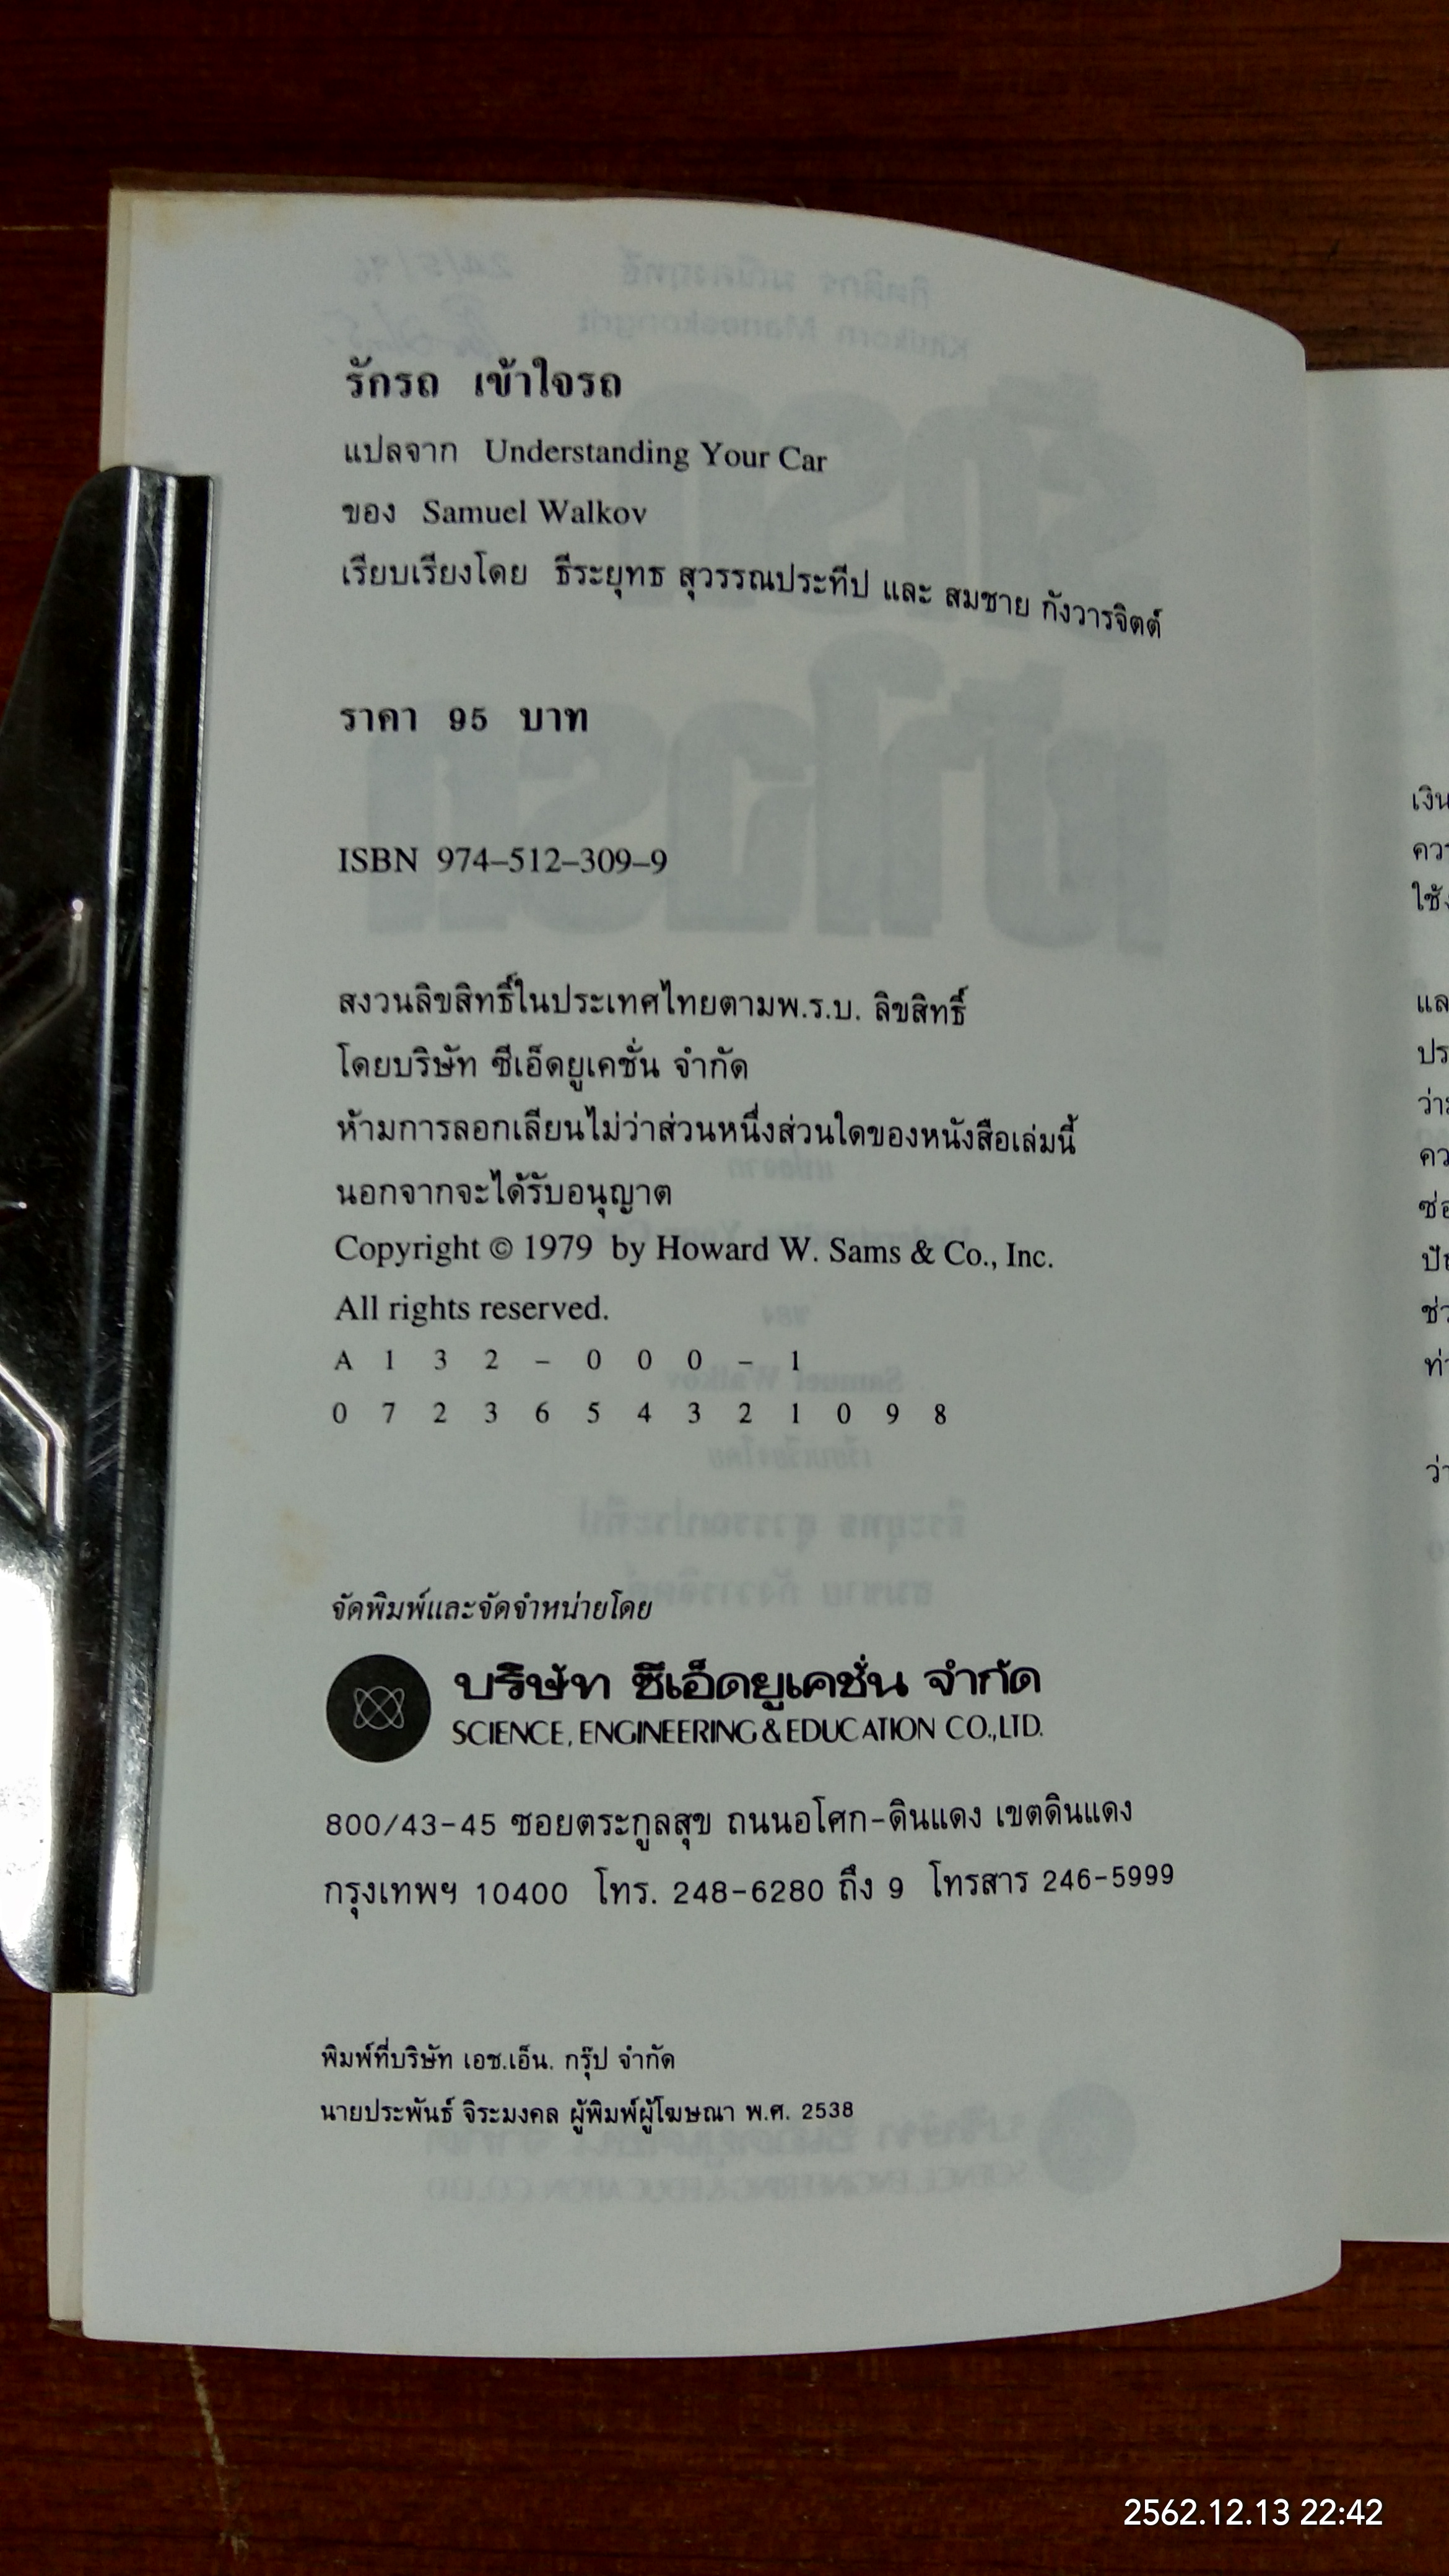 รักรถ เข้าใจรถ
แปลจาก Understanding Your Car
ของ Samuel Walkov
เรียบเรียงโดย ธีระยุทธ สุวรรณประทีป และ สมชาย กังวารจิตต์
ราคา 95 บาท
ISBN 974–512–309–9
สงวนลิขสิทธิ์ในประเทศไทยตามพ.ร.บ. ลิขสิทธิ์
โดยบริษัท ซีเอ็ดยูเคชั่น จำกัด
ห้ามการลอกเลียนไม่ว่าส่วนหนึ่งส่วนใดของหนังสือเล่มนี้
นอกจากจะได้รับอนุญาต
Copyright © 1979 by Howard W. Sams & Co., Inc.
All rights reserved.
A 1 3 2 – 0 0 0 – 1
0 7 2 3 6 5 4 3 2 1 0 9 8
จัดพิมพ์และจัดจำหน่ายโดย
บริษัท ซีเอ็ดยูเคชั่น จำกัด
SCIENCE, ENGINEERING & EDUCATION CO.,LTD.
800/43-45 ซอยตระกูลสุข ถนนอโศก-ดินแดง เขตดินแดง
กรุงเทพฯ 10400 โทร. 248-6280 ถึง 9 โทรสาร 246-5999
พิมพ์ที่บริษัท เอช.เอ็น. กรุ๊ป จำกัด
นายประพันธ์ จิระมงคล ผู้พิมพ์ผู้โฆษณา พ.ศ. 2538
2562.12.13 22:42